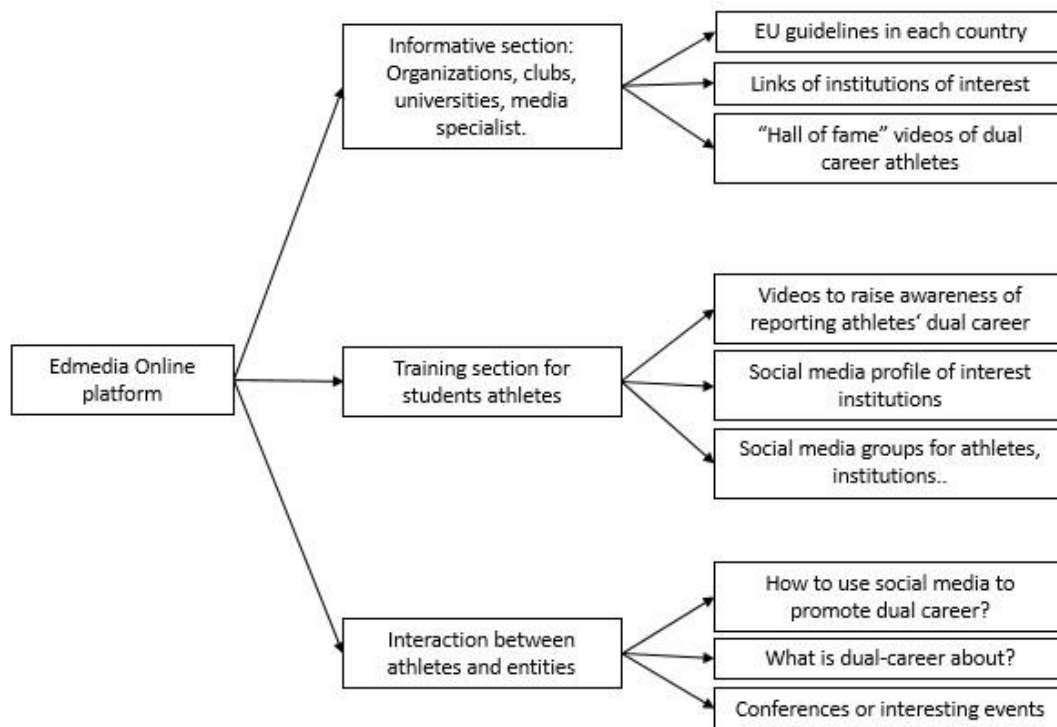 Edmedia Online
platform
Informative section:
Organizations, clubs,
universities, media
specialist.
EU guidelines in each country
Links of institutions of interest
“Hall of fame” videos of dual
career athletes
Training section for
students athletes
Videos to raise awareness of
reporting athletes‘ dual career
Social media profile of interest
institutions
Social media groups for athletes,
institutions..
Interaction between
athletes and entities
How to use social media to
promote dual career?
What is dual-career about?
Conferences or interesting events